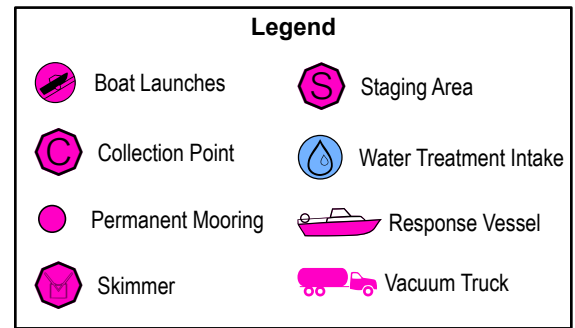 Legend
Boat Launches
S Staging Area
C Collection Point
Water Treatment Intake
Permanent Mooring
Response Vessel
Skimmer
Vacuum Truck